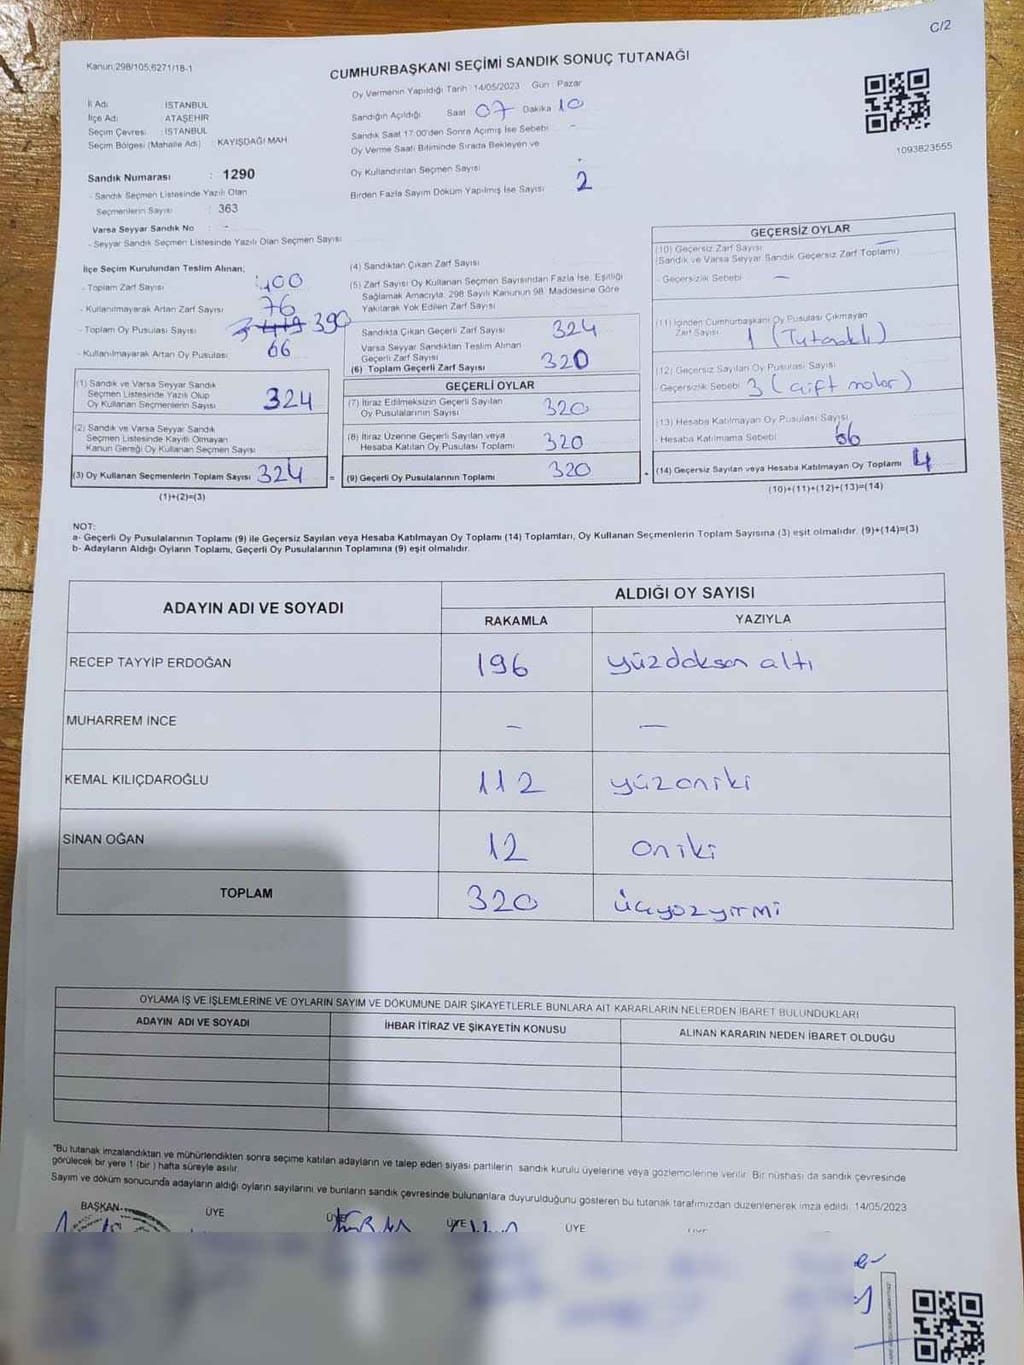 C/2
Kanun:298/105,6271/18-1
CUMHURBAŞKANI SEÇİMİ SANDIK SONUÇ TUTANAĞI
Oy Vermenin Yapıldığı Tarih : 14/05/2023 Gün : Pazar
İl Adı : İSTANBUL
İlçe Adı : ATAŞEHİR
Seçim Çevresi : İSTANBUL
Seçim Bölgesi (Mahalle Adı) : KAYIŞDAĞI MAH
Sandığın Açıldığı Saat 07 Dakika 10
Sandık Saat 17:00'den Sonra Açılmış İse Sebebi -
Oy Verme Saati Bitiminde Sırada Bekleyen ve
Oy Kullandırılan Seçmen Sayısı -
Birden Fazla Sayım Döküm Yapılmış İse Sayısı 2
1093823555
Sandık Numarası : 1290
- Sandık Seçmen Listesinde Yazılı Olan
Seçmenlerin Sayısı : 363
Varsa Seyyar Sandık No : -
- Seyyar Sandık Seçmen Listesinde Yazılı Olan Seçmen Sayısı
İlçe Seçim Kurulundan Teslim Alınan;
- Toplam Zarf Sayısı : 400
- Kullanılmayarak Artan Zarf Sayısı : 76
- Toplam Oy Pusulası Sayısı 390
- Kullanılmayarak Artan Oy Pusulası 66
(1) Sandık ve Varsa Seyyar Sandık
Seçmen Listesinde Yazılı Olup
Oy Kullanan Seçmenlerin Sayısı 324
(2) Sandık ve Varsa Seyyar Sandık
Seçmen Listesinde Kayıtlı Olmayan
Kanun Gereği Oy Kullanan Seçmen Sayısı
(3) Oy Kullanan Seçmenlerin Toplam Sayısı 324
(1)+(2)=(3)
(4) Sandıktan Çıkan Zarf Sayısı
(5) Zarf Sayısı Oy Kullanan Seçmen Sayısından Fazla İse, Eşitliği
Sağlamak Amacıyla; 298 Sayılı Kanunun 98. Maddesine Göre
Yakılarak Yok Edilen Zarf Sayısı
Sandıkta Çıkan Geçerli Zarf Sayısı 324
Varsa Seyyar Sandıktan Teslim Alınan
Geçerli Zarf Sayısı
(6) Toplam Geçerli Zarf Sayısı 320
GEÇERLİ OYLAR
(7) İtiraz Edilmeksizin Geçerli Sayılan
Oy Pusulalarının Sayısı 320
(8) İtiraz Üzerine Geçerli Sayılan veya
Hesaba Katılan Oy Pusulası Toplamı 320
= (9) Geçerli Oy Pusulalarının Toplamı 320
GEÇERSİZ OYLAR
(10) Geçersiz Zarf Sayısı
(Sandık ve Varsa Seyyar Sandık Geçersiz Zarf Toplamı)
- Geçersizlik Sebebi : —
(11) İçinden Cumhurbaşkanı Oy Pusulası Çıkmayan
Zarf Sayısı 1 (Tutanaklı)
(12) Geçersiz Sayılan Oy Pusulası Sayısı
- Geçersizlik Sebebi : 3 (çift mühür)
(13) Hesaba Katılmayan Oy Pusulası Sayısı
- Hesaba Katılmama Sebebi : 66
+ (14) Geçersiz Sayılan veya Hesaba Katılmayan Oy Toplamı 4
(10)+(11)+(12)+(13)=(14)
NOT:
a- Geçerli Oy Pusulalarının Toplamı (9) ile Geçersiz Sayılan veya Hesaba Katılmayan Oy Toplamı (14) Toplamları, Oy Kullanan Seçmenlerin Toplam Sayısına (3) eşit olmalıdır. (9)+(14)=(3)
b- Adayların Aldığı Oyların Toplamı, Geçerli Oy Pusulalarının Toplamına (9) eşit olmalıdır.
ADAYIN ADI VE SOYADI
ALDIĞI OY SAYISI
RAKAMLA YAZIYLA
RECEP TAYYİP ERDOĞAN 196 yüzdoksan altı
MUHARREM İNCE - —
KEMAL KILIÇDAROĞLU 112 yüzoniki
SİNAN OĞAN 12 oniki
TOPLAM 320 üçyüzyirmi
OYLAMA İŞ VE İŞLEMLERİNE VE OYLARIN SAYIM VE DÖKÜMÜNE DAİR ŞİKAYETLERLE BUNLARA AİT KARARLARIN NELERDEN İBARET BULUNDUKLARI
ADAYIN ADI VE SOYADI İHBAR İTİRAZ VE ŞİKAYETİN KONUSU ALINAN KARARIN NEDEN İBARET OLDUĞU
"Bu tutanak imzalandıktan ve mühürlendikten sonra seçime katılan adayların ve talep eden siyasi partilerin sandık kurulu üyelerine veya gözlemcilerine verilir. Bir nüshası da sandık çevresinde
görülecek bir yere 1 (bir ) hafta süreyle asılır.
Sayım ve döküm sonucunda adayların aldığı oyların sayılarını ve bunların sandık çevresinde bulunanlara duyurulduğunu gösteren bu tutanak tarafımızdan düzenlenerek imza edildi. 14/05/2023
BAŞKAN ÜYE ÜYE ÜYE ÜYE